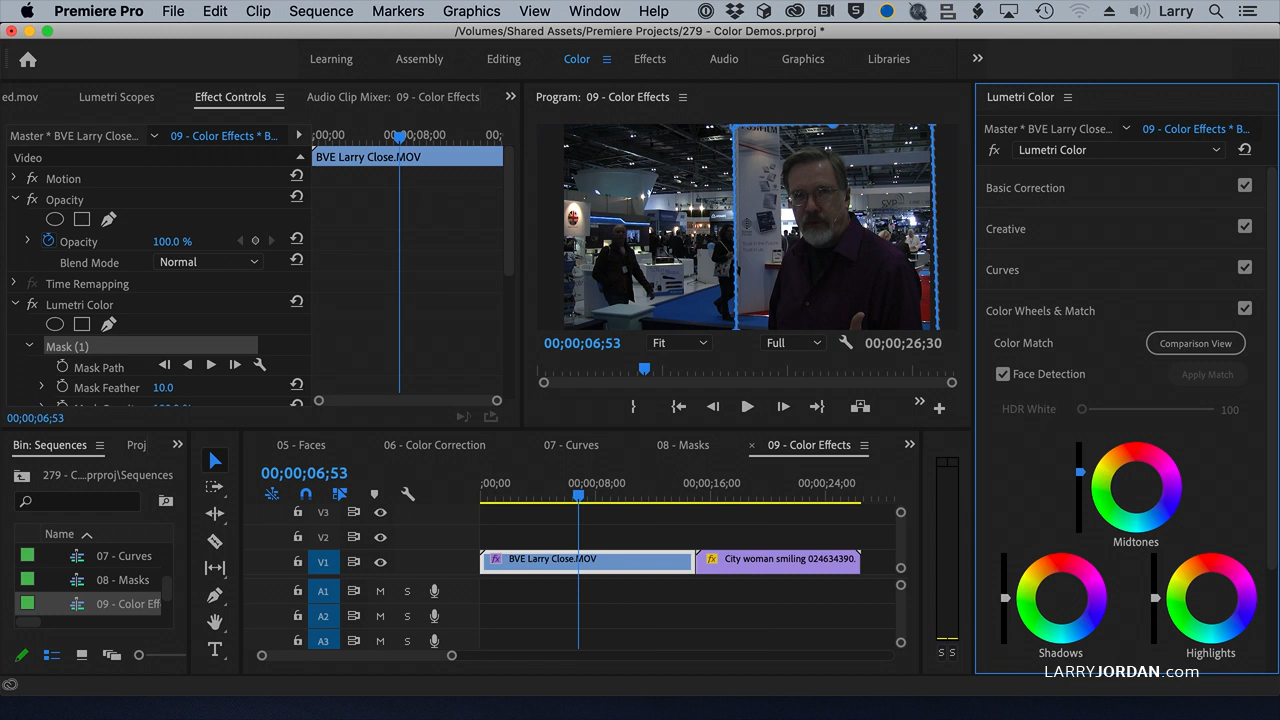 Premiere Pro File Edit Clip Sequence Markers Graphics View Window Help Larry
/Volumes/Shared Assets/Premiere Projects/279 - Color Demos.prproj *
Learning Assembly Editing Color Effects Audio Graphics Libraries
ed.mov Lumetri Scopes Effect Controls Audio Clip Mixer: 09 - Color Effects
Master * BVE Larry Close... 09 - Color Effects * B...
;00;00 00;00;08;00 00;
Video
BVE Larry Close.MOV
fx Motion
fx Opacity
Opacity 100.0 %
Blend Mode Normal
fx Time Remapping
fx Lumetri Color
Mask (1)
Mask Path
Mask Feather 10.0
00;00;06;53
Program: 09 - Color Effects
00;00;06;53 Fit Full 00;00;26;30
Lumetri Color
Master * BVE Larry Close... 09 - Color Effects * B...
fx Lumetri Color
Basic Correction
Creative
Curves
Color Wheels & Match
Color Match Comparison View
Face Detection Apply Match
HDR White 100
Midtones
Shadows Highlights
Bin: Sequences Proj
279 - C....prproj\Sequences
Name
07 - Curves
08 - Masks
09 - Color Eff
05 - Faces 06 - Color Correction 07 - Curves 08 - Masks × 09 - Color Effects
00;00;06;53
;00;00 00;00;08;00 00;00;16;00 00;00;24;00
V3
V2
V1 fx BVE Larry Close.MOV fx City woman smiling 024634390.
A1 M S
A2 M S
A3 M S
T
S S
LARRYJORDAN.com